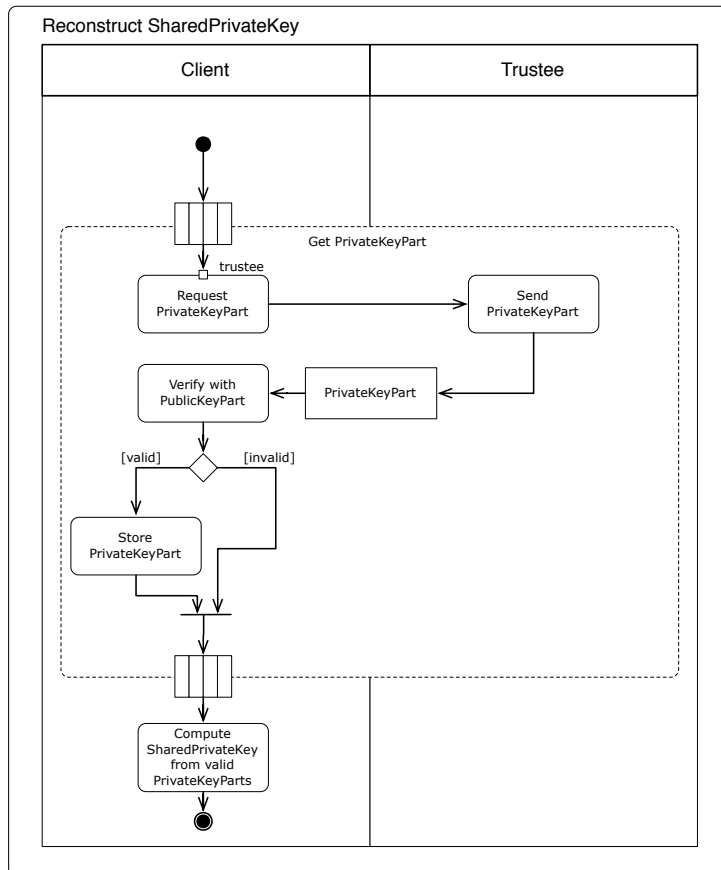 Reconstruct SharedPrivateKey
Client
Trustee
Get PrivateKeyPart
trustee
Request
PrivateKeyPart
Send
PrivateKeyPart
Verify with
PublicKeyPart
PrivateKeyPart
[valid]
[invalid]
Store
PrivateKeyPart
Compute
SharedPrivateKey
from valid
PrivateKeyParts